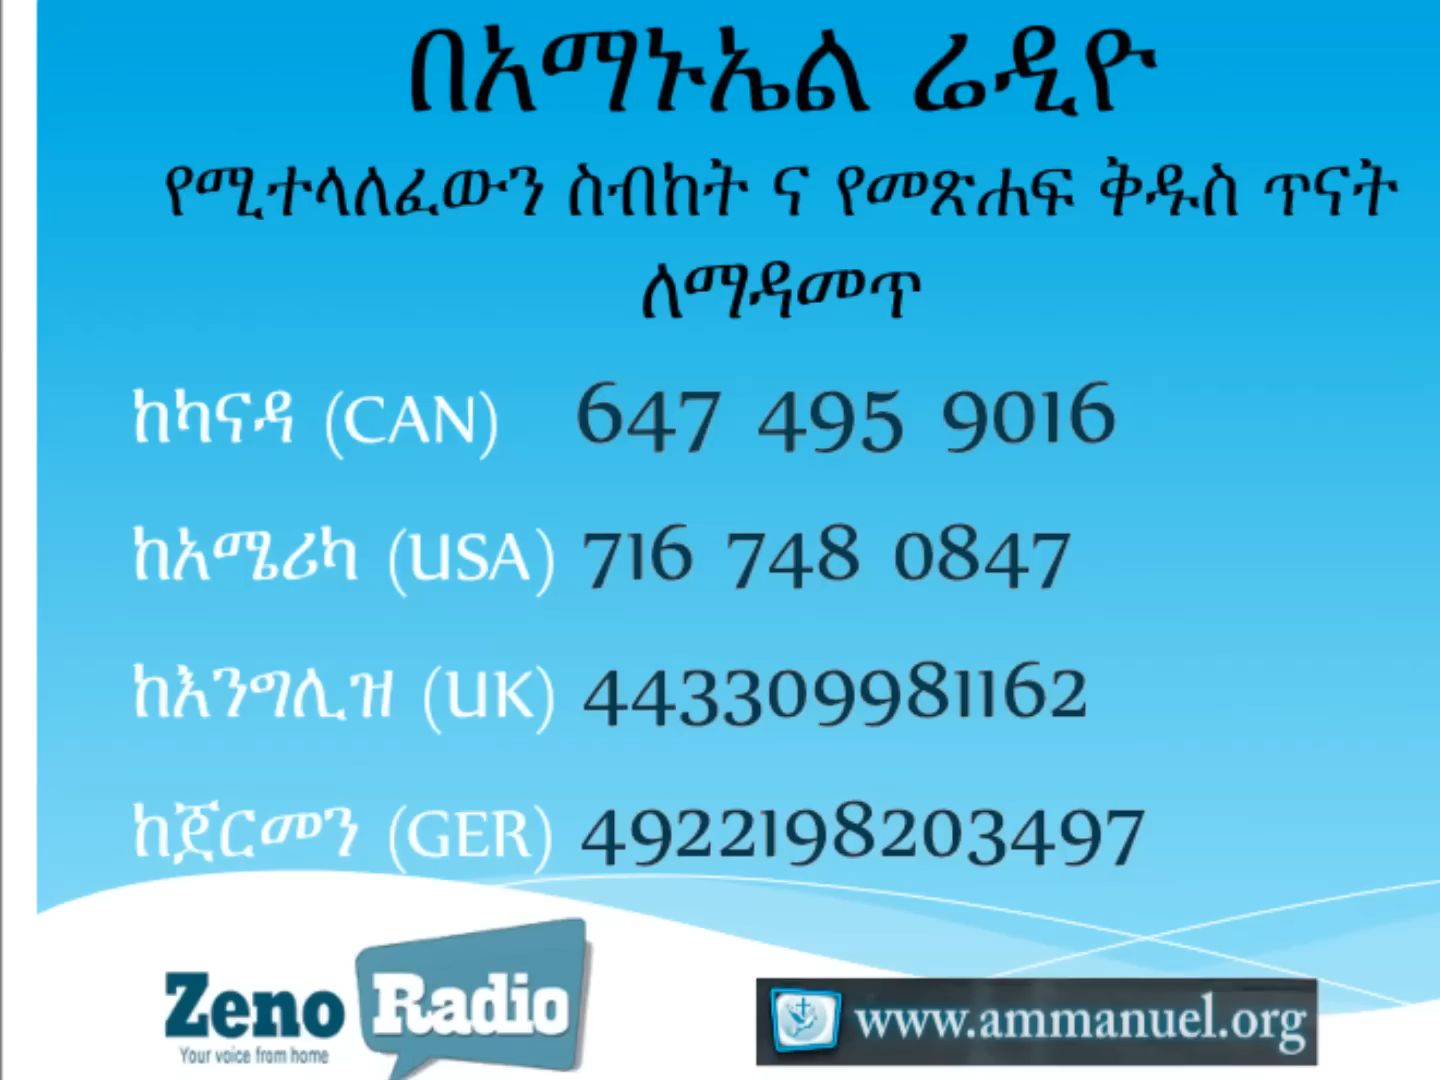 በአማኑኤል ሬዲዮ
የሚተላለፈውን ስብከት ና የመጽሐፍ ቅዱስ ጥናት
ለማዳመጥ
ከካናዳ (CAN) 647 495 9016
ከአሜሪካ (USA) 716 748 0847
ከእንግሊዝ (UK) 443309981162
ከጀርመን (GER) 4922198203497
Zeno Radio
Your voice from home
www.ammanuel.org